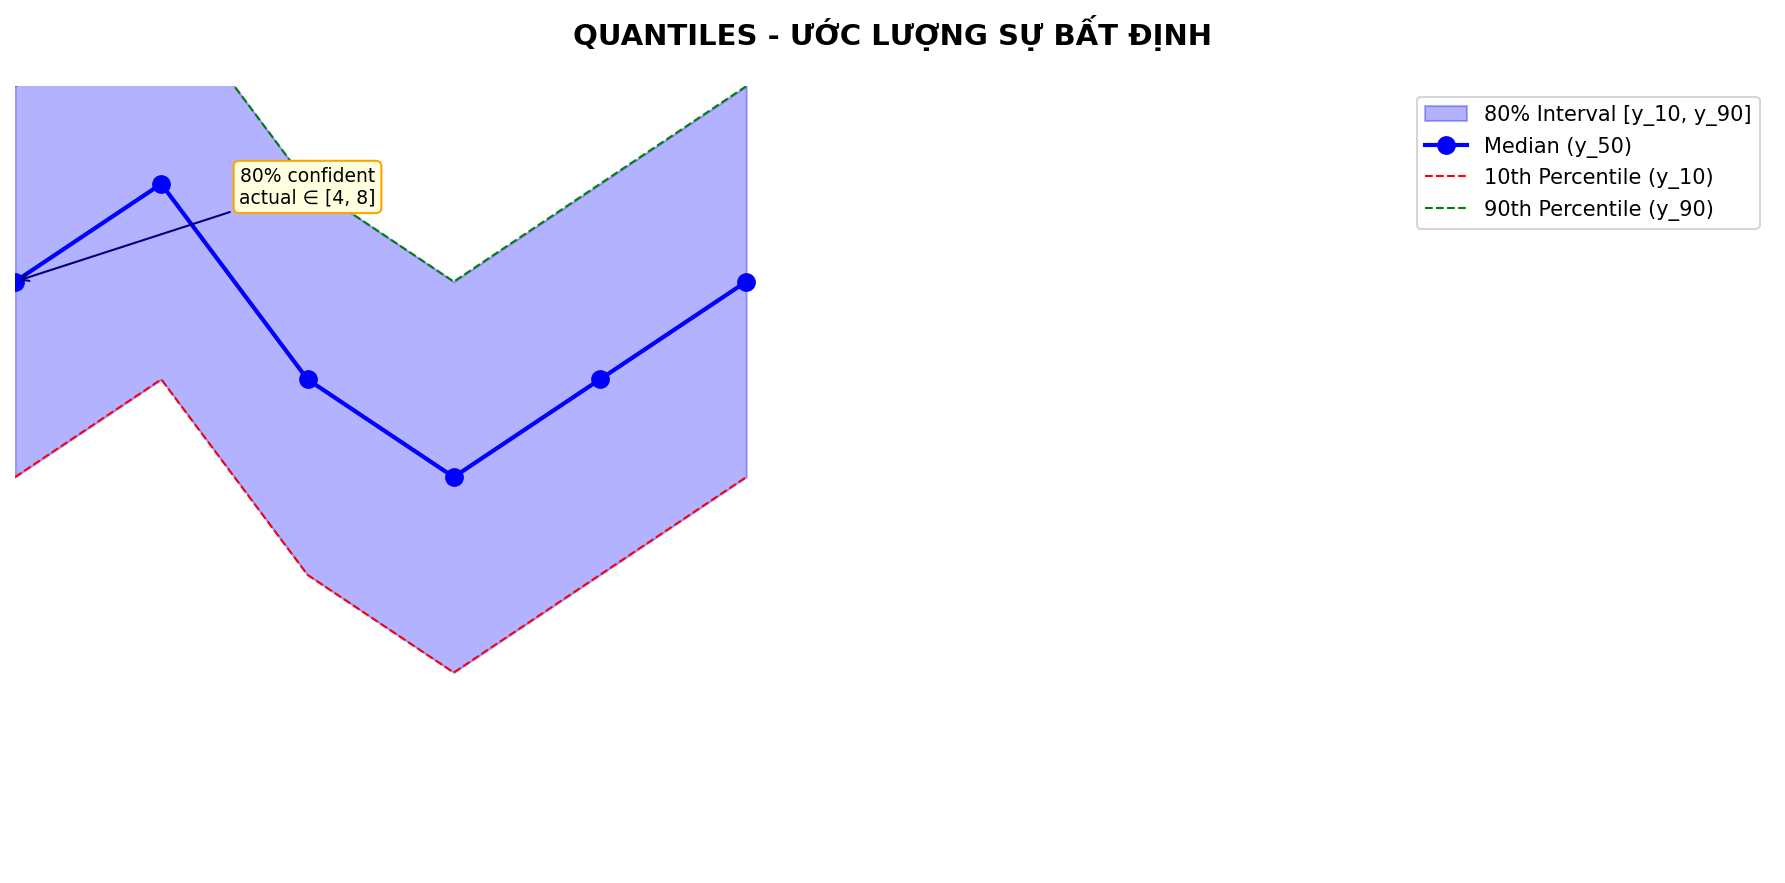 QUANTILES - ƯỚC LƯỢNG SỰ BẤT ĐỊNH
80% confident
actual ∈ [4, 8]
80% Interval [y_10, y_90]
Median (y_50)
10th Percentile (y_10)
90th Percentile (y_90)